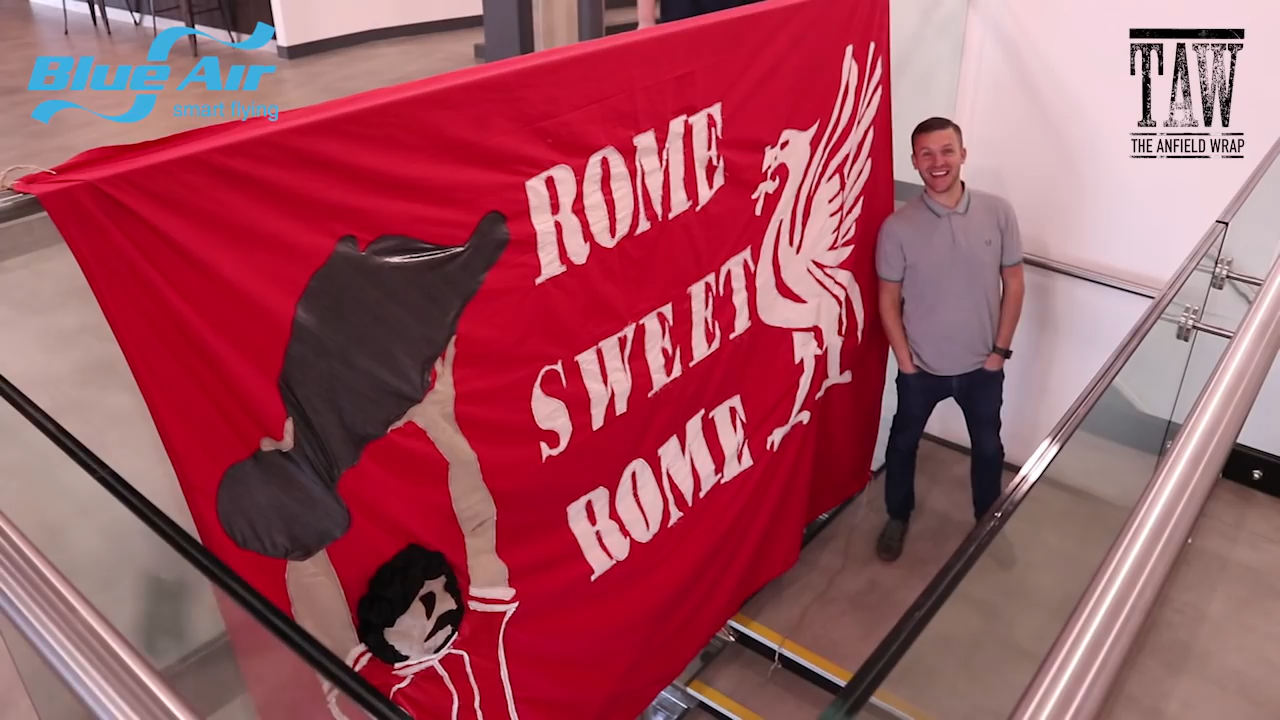 Blue Air
smart flying
TAW
THE ANFIELD WRAP
ROME
SWEET
ROME